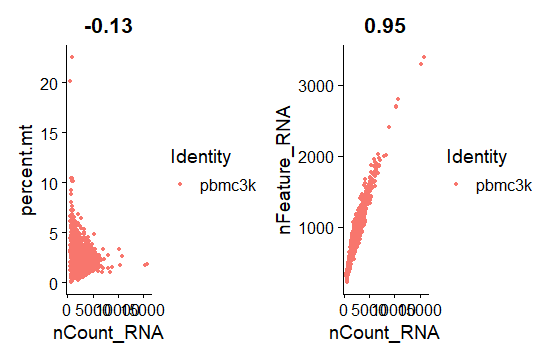 -0.13
20
15
10
5
0
percent.mt
0 5000 10000 15000
nCount_RNA
Identity
pbmc3k
0.95
3000
2000
1000
nFeature_RNA
0 5000 10000 15000
nCount_RNA
Identity
pbmc3k